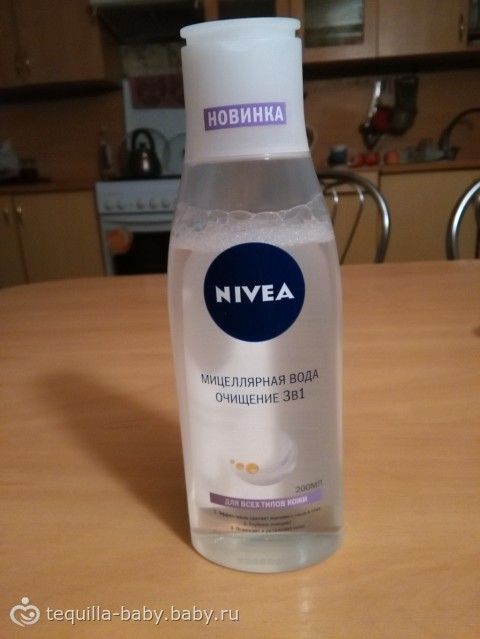 НОВИНКА
NIVEA
МИЦЕЛЛЯРНАЯ ВОДА
ОЧИЩЕНИЕ 3В1
200МЛ
ДЛЯ ВСЕХ ТИПОВ КОЖИ
tequilla-baby.baby.ru